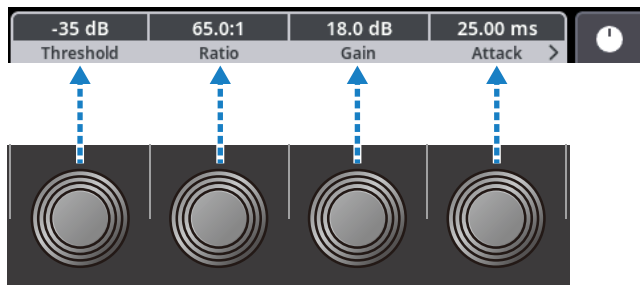 -35 dB 65.0:1 18.0 dB 25.00 ms
Threshold Ratio Gain Attack